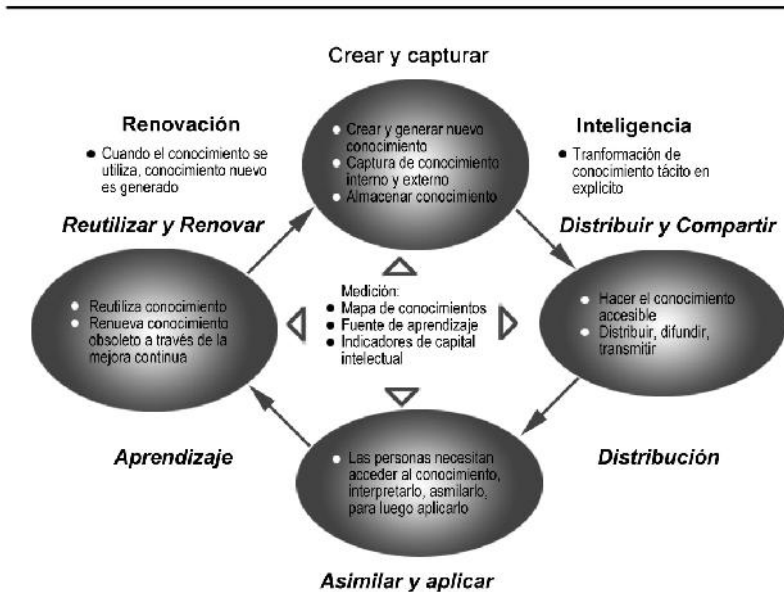 Crear y capturar
● Crear y generar nuevo
conocimiento
● Captura de conocimiento
interno y externo
● Almacenar conocimiento
Renovación
● Cuando el conocimiento se
utiliza, conocimiento nuevo
es generado
Inteligencia
● Tranformación de
conocimiento tácito en
explícito
Reutilizar y Renovar
Distribuir y Compartir
● Reutiliza conocimiento
● Renueva conocimiento
obsoleto a través de la
mejora continua
Medición:
● Mapa de conocimientos
● Fuente de aprendizaje
● Indicadores de capital
intelectual
● Hacer el conocimiento
accesible
● Distribuir, difundir,
transmitir
Aprendizaje
Distribución
● Las personas necesitan
acceder al conocimiento,
interpretarlo, asmilarlo,
para luego aplicarlo
Asimilar y aplicar